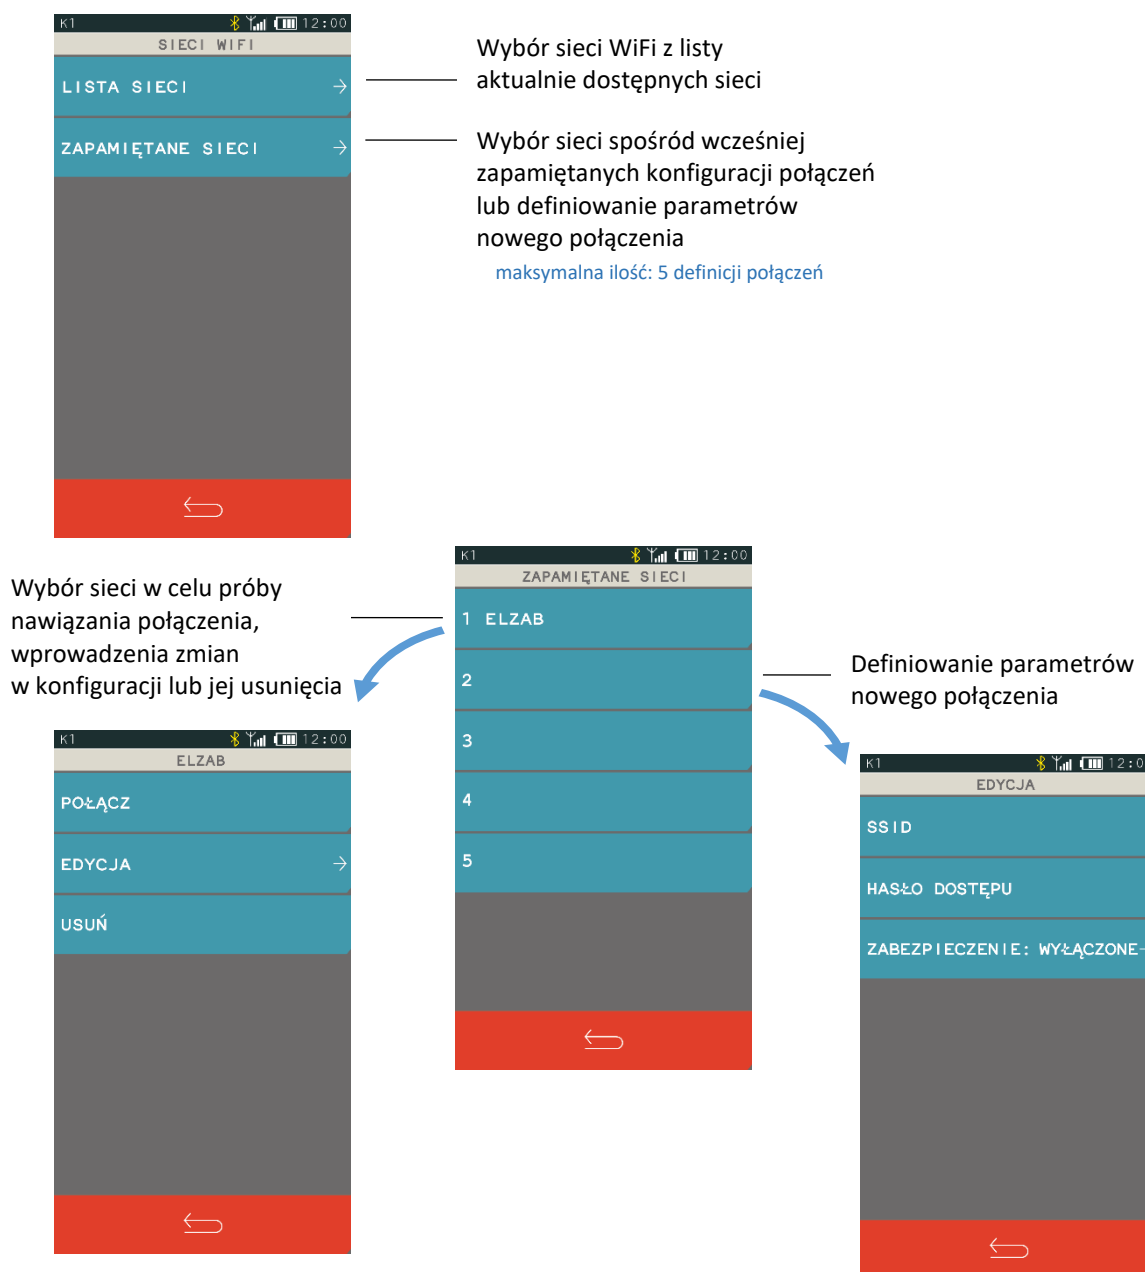 K1 12:00
SIECI WIFI
LISTA SIECI
ZAPAMIĘTANE SIECI
Wybór sieci WiFi z listy
aktualnie dostępnych sieci
Wybór sieci spośród wcześniej
zapamiętanych konfiguracji połączeń
lub definiowanie parametrów
nowego połączenia
maksymalna ilość: 5 definicji połączeń
Wybór sieci w celu próby
nawiązania połączenia,
wprowadzenia zmian
w konfiguracji lub jej usunięcia
K1 12:00
ZAPAMIĘTANE SIECI
1 ELZAB
2
3
4
5
Definiowanie parametrów
nowego połączenia
K1 12:00
ELZAB
POŁĄCZ
EDYCJA
USUŃ
K1 12:0
EDYCJA
SSID
HASŁO DOSTĘPU
ZABEZPIECZENIE: WYŁĄCZONE